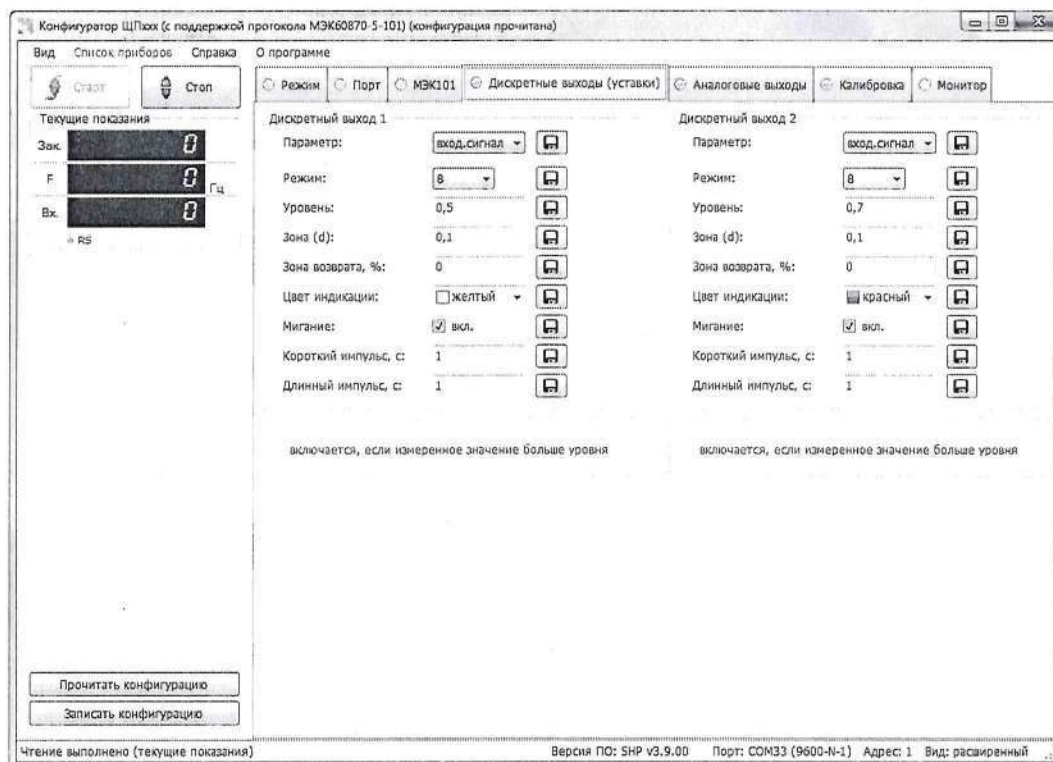 Конфигуратор ЩПxxx (с поддержкой протокола МЭК60870-5-101) (конфигурация прочитана)
Вид Список приборов Справка О программе
Старт Стоп
Режим Порт МЭК101 Дискретные выходы (уставки) Аналоговые выходы Калибровка Монитор
Текущие показания
Зак. 0
F 0 Гц
Вх. 0
RS
Дискретный выход 1
Параметр: вход.сигнал
Режим: 8
Уровень: 0,5
Зона (d): 0,1
Зона возврата, %: 0
Цвет индикации: желтый
Мигание: вкл.
Короткий импульс, с: 1
Длинный импульс, с: 1
включается, если измеренное значение больше уровня
Дискретный выход 2
Параметр: вход.сигнал
Режим: 8
Уровень: 0,7
Зона (d): 0,1
Зона возврата, %: 0
Цвет индикации: красный
Мигание: вкл.
Короткий импульс, с: 1
Длинный импульс, с: 1
включается, если измеренное значение больше уровня
Прочитать конфигурацию
Записать конфигурацию
Чтение выполнено (текущие показания) Версия ПО: SHP v3.9.00 Порт: COM33 (9600-N-1) Адрес: 1 Вид: расширенный